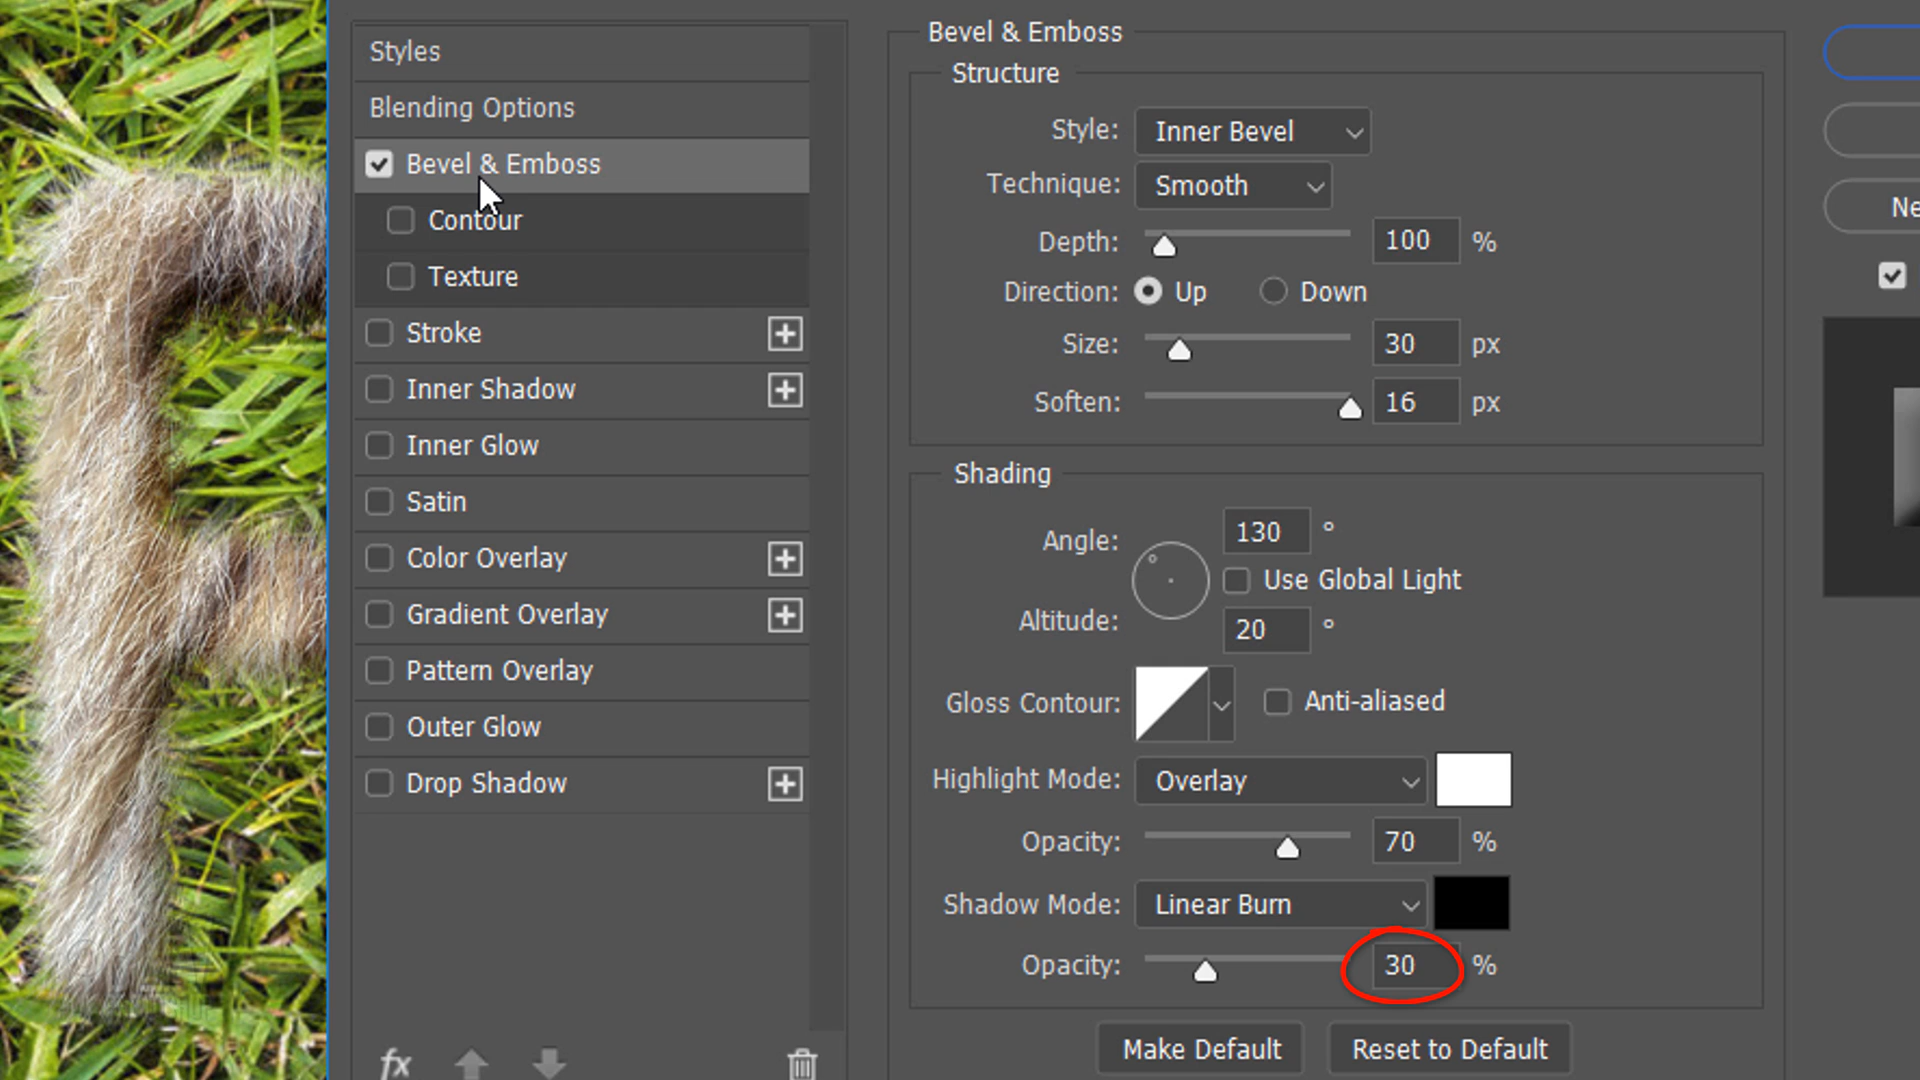 Styles
Blending Options
Bevel & Emboss
Contour
Texture
Stroke
Inner Shadow
Inner Glow
Satin
Color Overlay
Gradient Overlay
Pattern Overlay
Outer Glow
Drop Shadow
fx
Bevel & Emboss
Structure
Style: Inner Bevel
Technique: Smooth
Depth: 100 %
Direction: Up Down
Size: 30 px
Soften: 16 px
Shading
Angle: 130 °
Use Global Light
Altitude: 20 °
Gloss Contour: Anti-aliased
Highlight Mode: Overlay
Opacity: 70 %
Shadow Mode: Linear Burn
Opacity: 30 %
Make Default Reset to Default
Ne